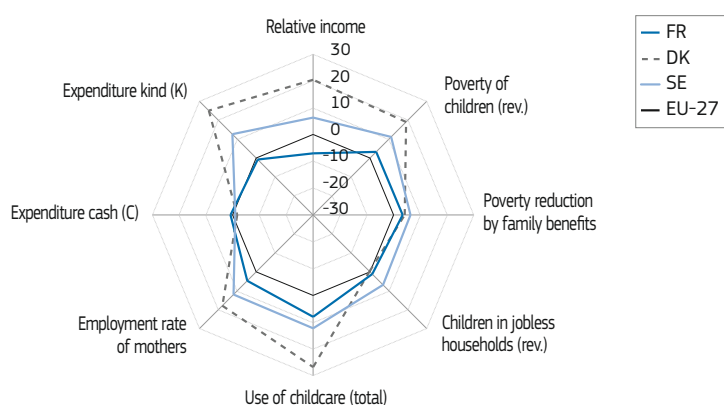 Relative income
30
20
10
0
-10
-20
-30
Poverty of
children (rev.)
Poverty reduction
by family benefits
Children in jobless
households (rev.)
Use of childcare (total)
Employment rate
of mothers
Expenditure cash (C)
Expenditure kind (K)
FR
DK
SE
EU-27